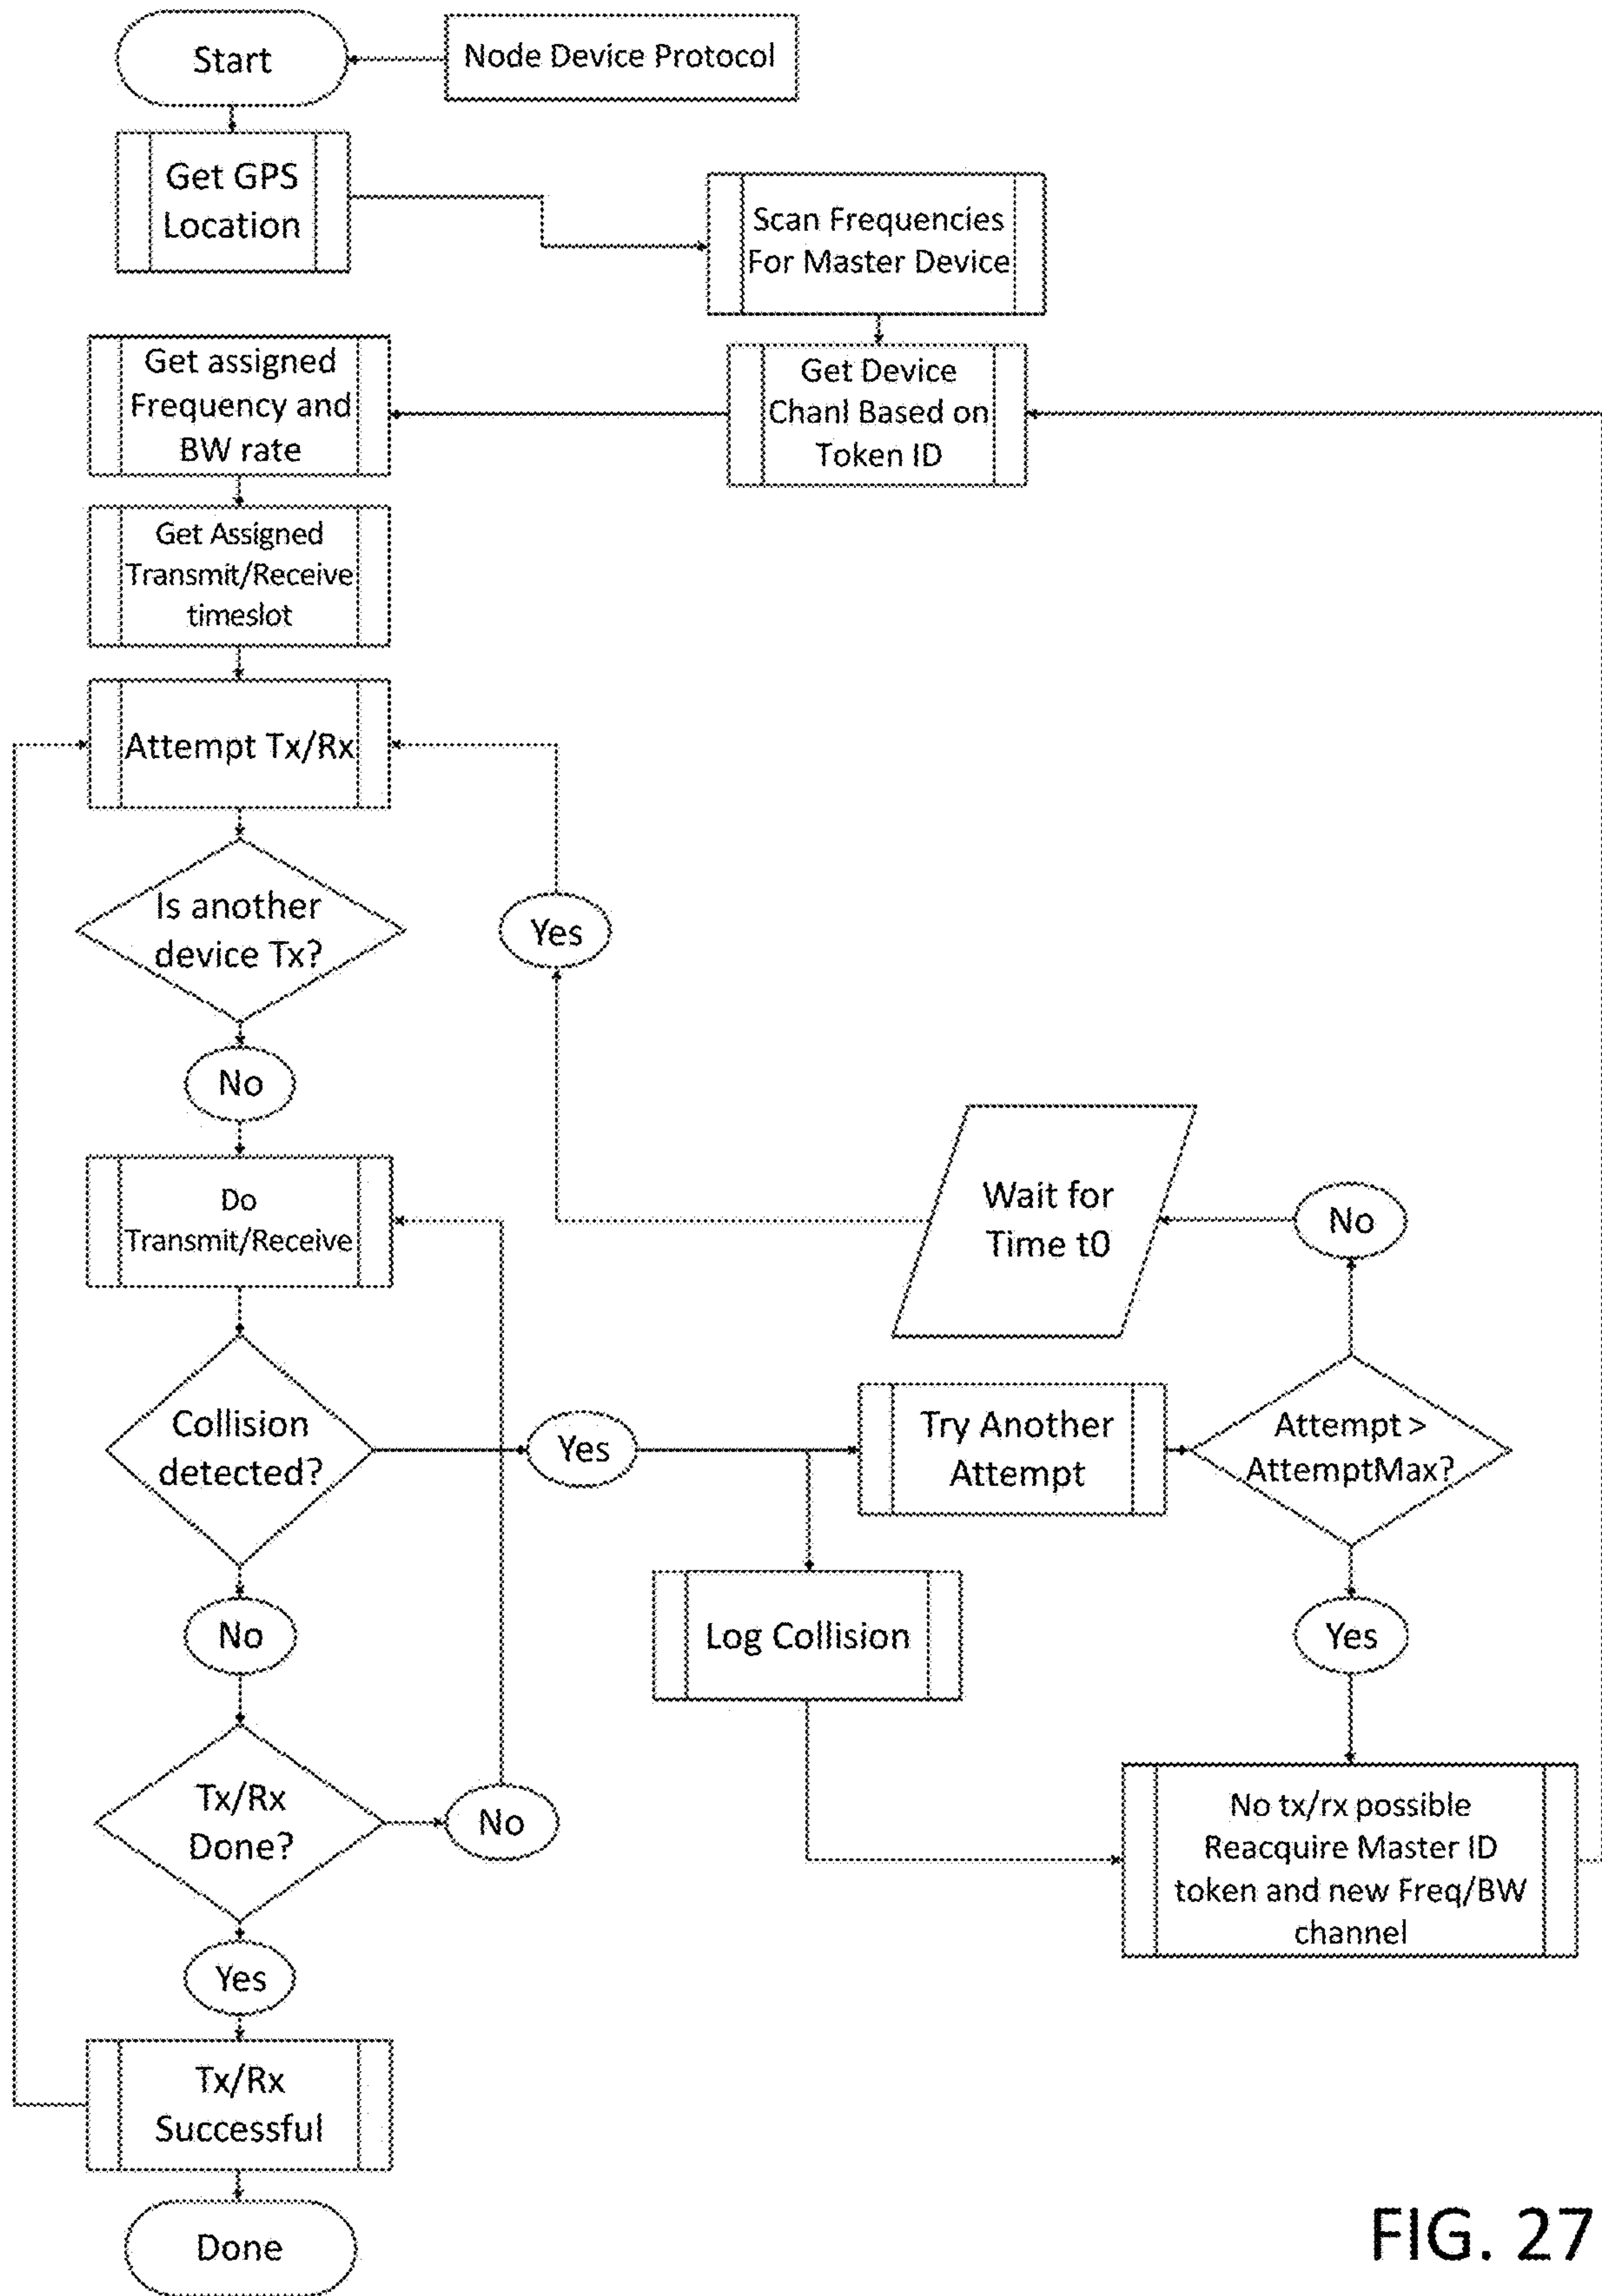 Start
Node Device Protocol
Get GPS
Location
Scan Frequencies
For Master Device
Get assigned
Frequency and
BW rate
Get Device
Chanl Based on
Token ID
Get Assigned
Transmit/Receive
timeslot
Attempt Tx/Rx
Is another
device Tx?
Yes
No
Do
Transmit/Receive
Wait for
Time t0
No
Collision
detected?
Yes
Try Another
Attempt
Attempt >
AttemptMax?
No
Log Collision
Yes
Tx/Rx
Done?
No
No tx/rx possible
Reacquire Master ID
token and new Freq/BW
channel
Yes
Tx/Rx
Successful
Done
FIG. 27